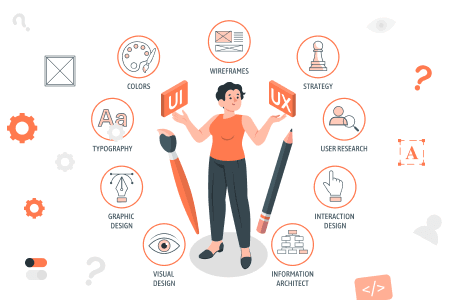 WIREFRAMES
COLORS
STRATEGY
UI
UX
Aa
TYPOGRAPHY
USER RESEARCH
A
GRAPHIC
DESIGN
INTERACTION
DESIGN
VISUAL
DESIGN
INFORMATION
ARCHITECT
?
?
?
</>